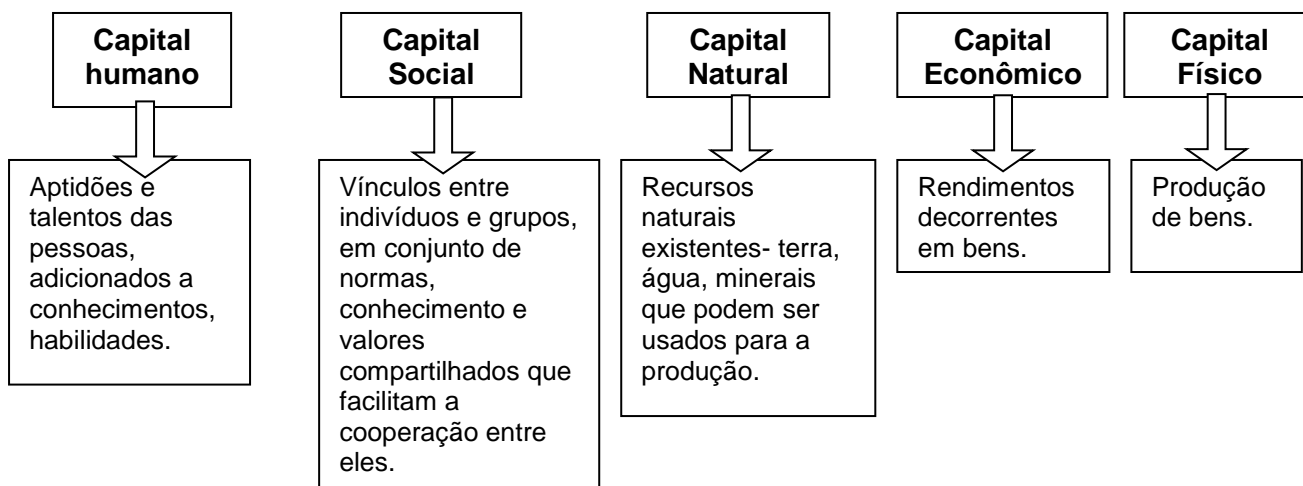 Capital
humano
Aptidões e
talentos das
pessoas,
adicionados a
conhecimentos,
habilidades.
Capital
Social
Vínculos entre
indivíduos e grupos,
em conjunto de
normas,
conhecimento e
valores
compartilhados que
facilitam a
cooperação entre
eles.
Capital
Natural
Recursos
naturais
existentes- terra,
água, minerais
que podem ser
usados para a
produção.
Capital
Econômico
Rendimentos
decorrentes
em bens.
Capital
Físico
Produção
de bens.